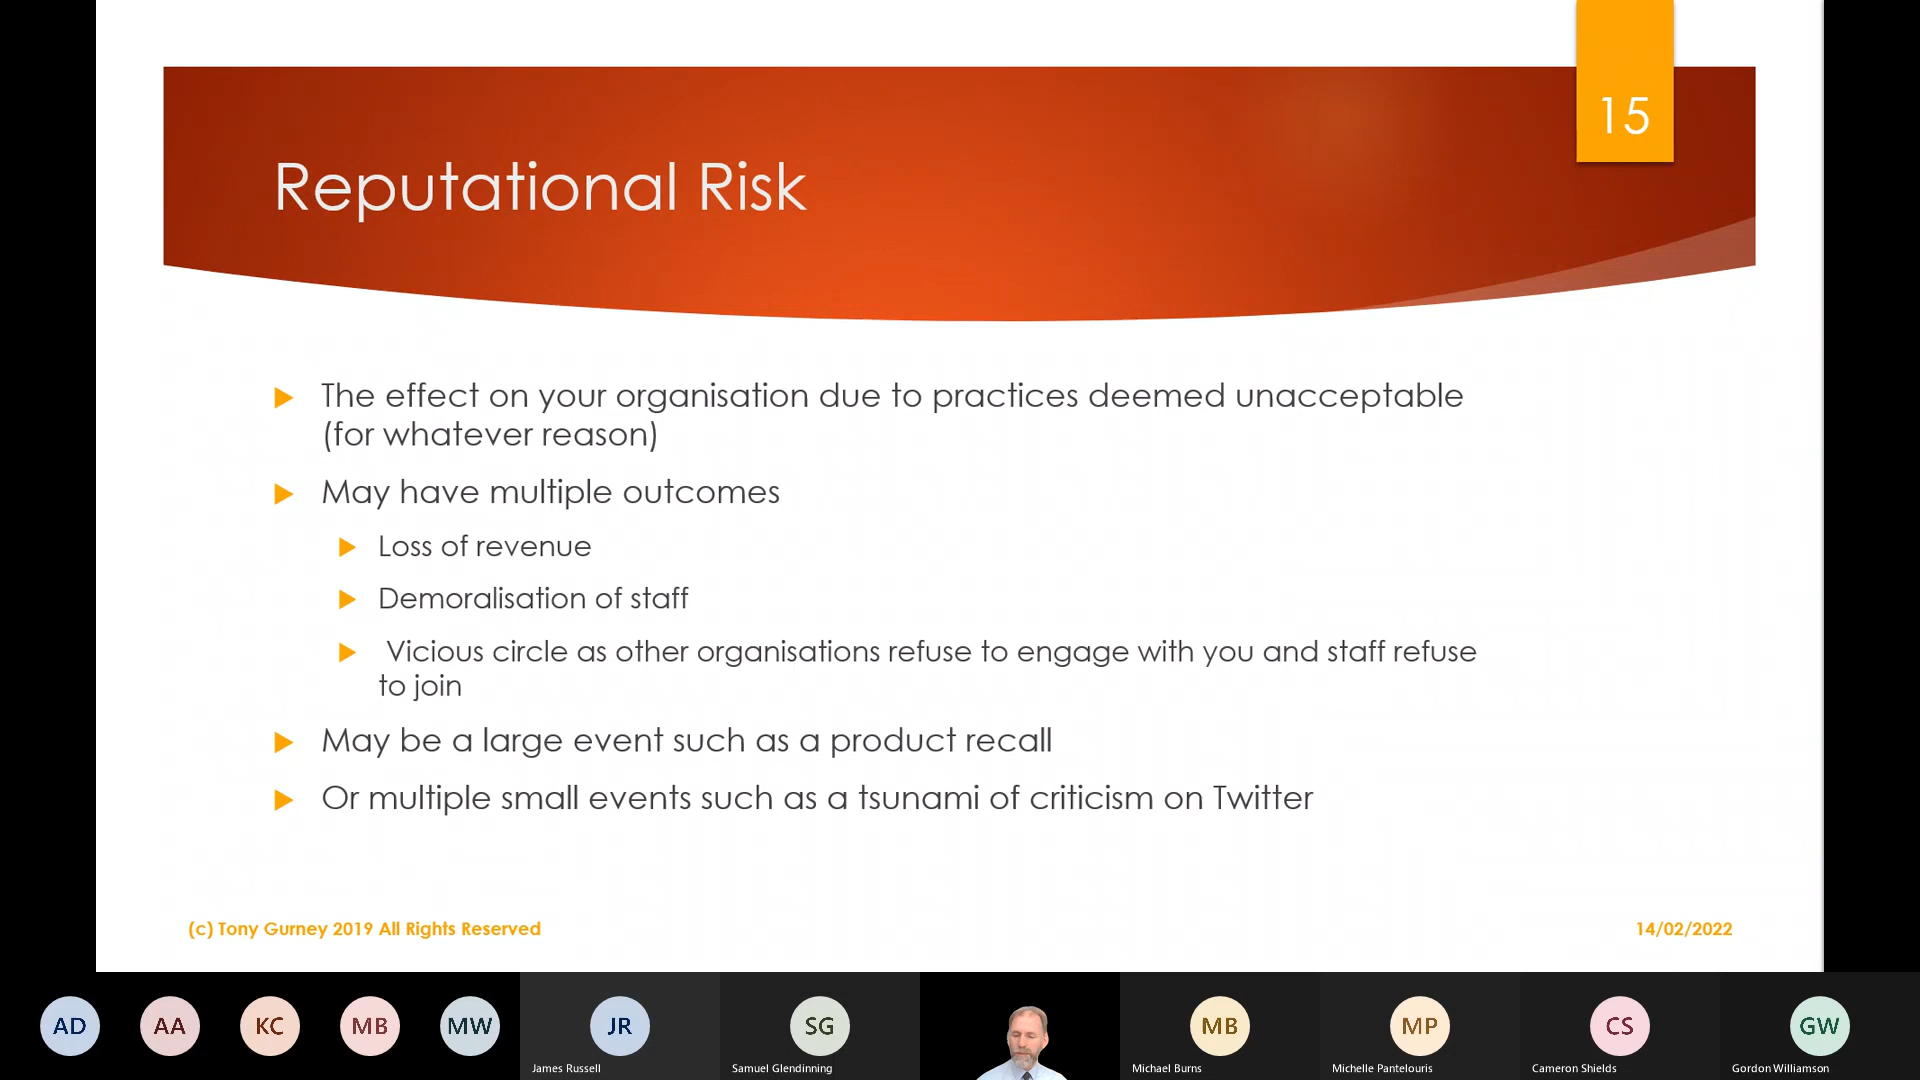 15
Reputational Risk
The effect on your organisation due to practices deemed unacceptable
(for whatever reason)
May have multiple outcomes
Loss of revenue
Demoralisation of staff
Vicious circle as other organisations refuse to engage with you and staff refuse
to join
May be a large event such as a product recall
Or multiple small events such as a tsunami of criticism on Twitter
(c) Tony Gurney 2019 All Rights Reserved
14/02/2022
AD
AA
KC
MB
MW
JR
James Russell
SG
Samuel Glendinning
MB
Michael Burns
MP
Michelle Pantelouris
CS
Cameron Shields
GW
Gordon Williamson